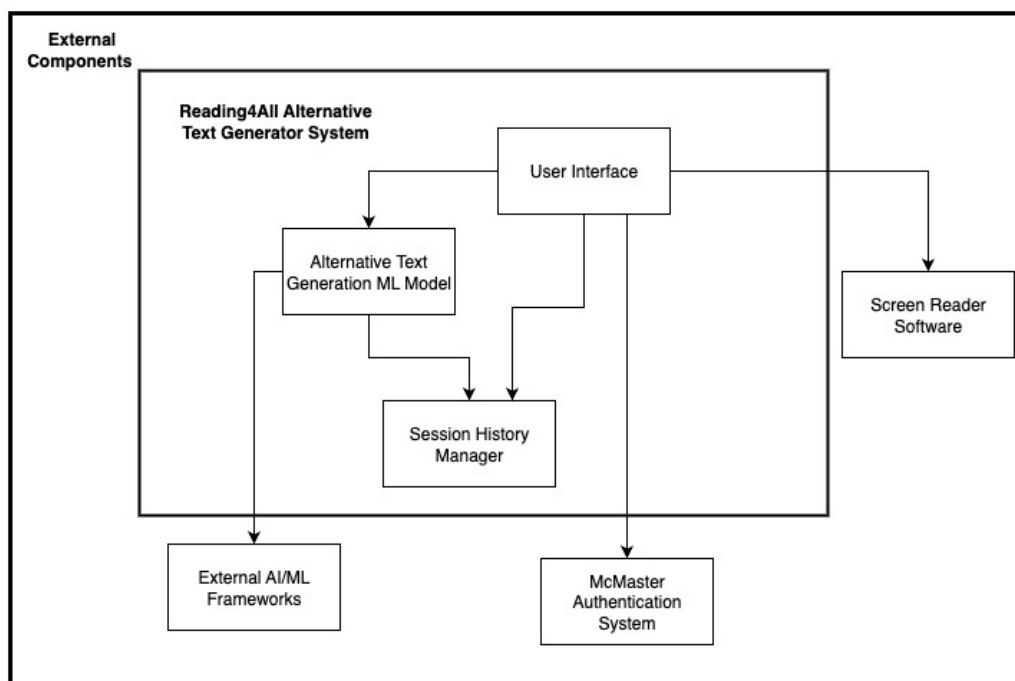 External
Components
Reading4All Alternative
Text Generator System
User Interface
Alternative Text
Generation ML Model
Screen Reader
Software
Session History
Manager
External AI/ML
Frameworks
McMaster
Authentication
System